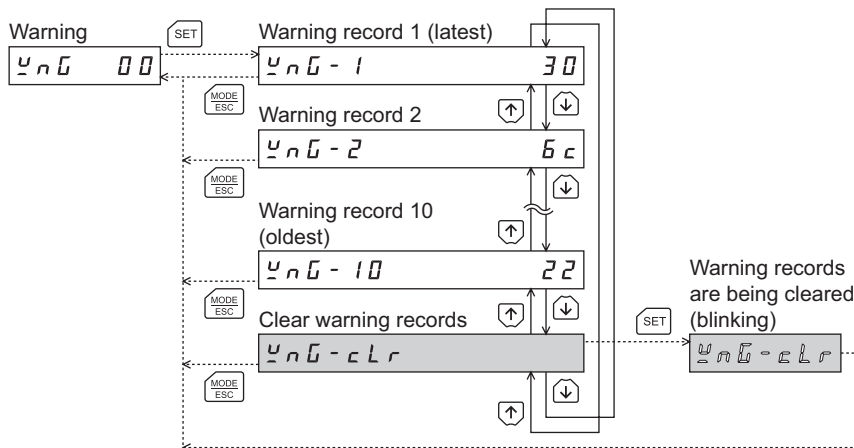 Warning
SET
WnG 00
MODE
ESC
Warning record 1 (latest)
WnG-1 30
↑ ↓
Warning record 2
WnG-2 6c
MODE
ESC
↑ ↓
Warning record 10
(oldest)
WnG-10 22
MODE
ESC
↑ ↓
Clear warning records
WnG-cLr
MODE
ESC
↑ ↓
SET
Warning records
are being cleared
(blinking)
WnG-cLr